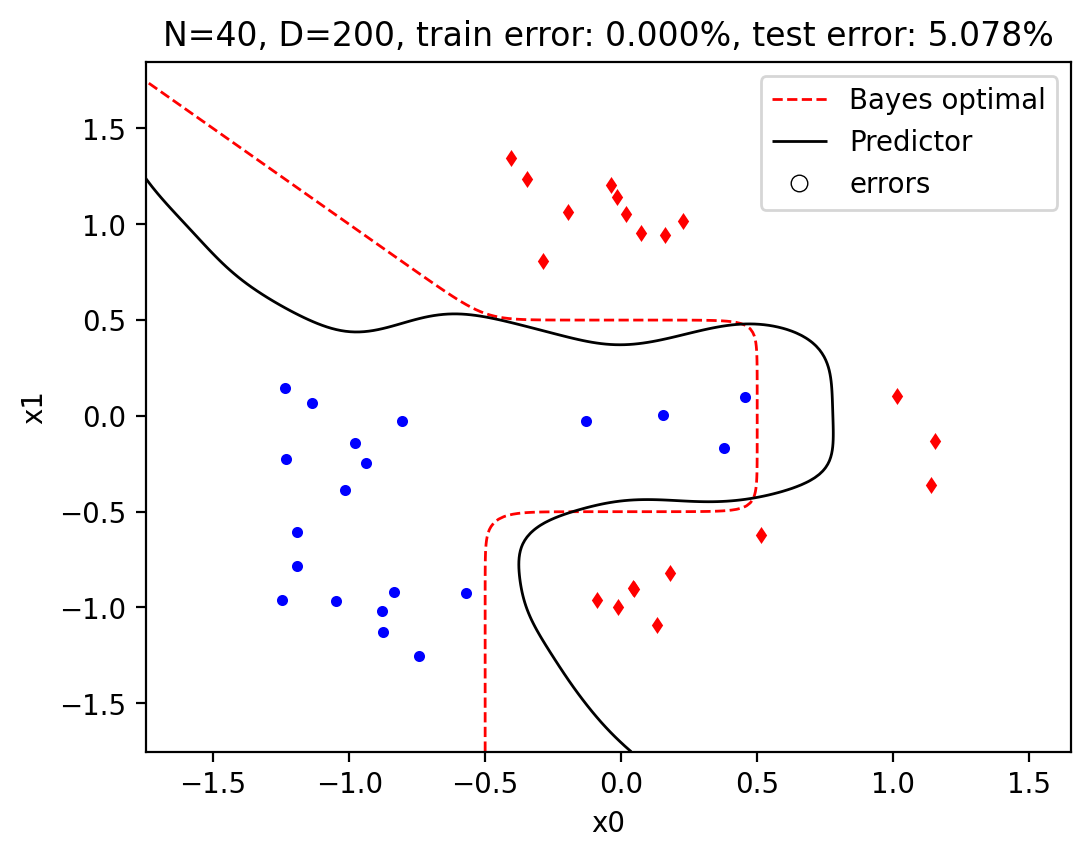 N=40, D=200, train error: 0.000%, test error: 5.078%
Bayes optimal
Predictor
errors
1.5
1.0
0.5
0.0
−0.5
−1.0
−1.5
x1
−1.5 −1.0 −0.5 0.0 0.5 1.0 1.5
x0